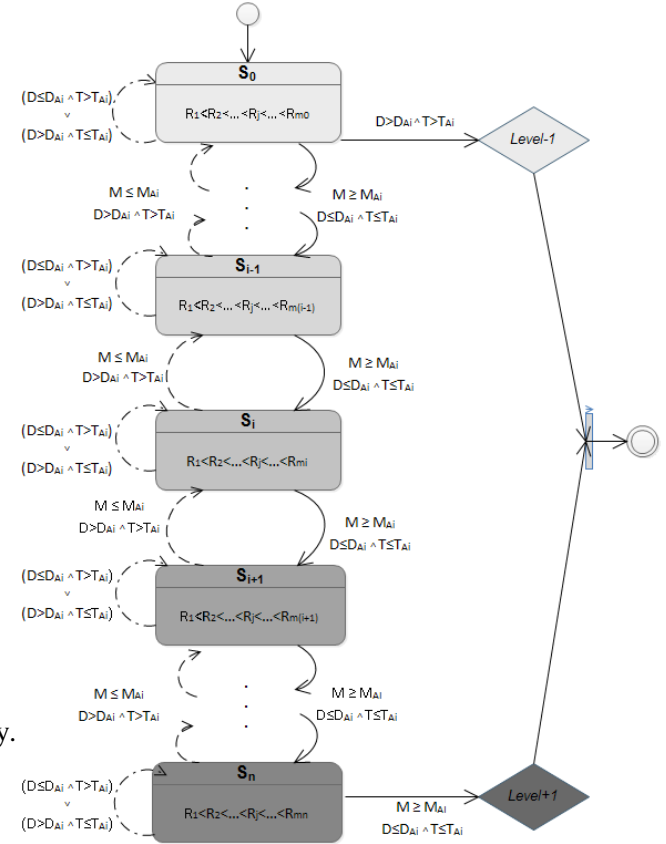 S0
(D≤DAi ^ T>TAi)
v
(D>DAi ^ T≤TAi)
R1<R2<...<Rj<...<Rm0
D>DAi ^ T>TAi
Level-1
M ≤ MAi
D>DAi ^ T>TAi
.
.
.
M ≥ MAi
D≤DAi ^ T≤TAi
Si-1
(D≤DAi ^ T>TAi)
v
(D>DAi ^ T≤TAi)
R1<R2<... <Rj<...<Rm(i-1)
M ≤ MAi
D>DAi ^ T>TAi
M ≥ MAi
D≤DAi ^ T≤TAi
Si
(D≤DAi ^ T>TAi)
v
(D>DAi ^ T≤TAi)
R1<R2<...<Rj<...<Rmi
M ≤ MAi
D>DAi ^ T>TAi
M ≥ MAi
D≤DAi ^ T≤TAi
Si+1
(D≤DAi ^ T>TAi)
v
(D>DAi ^ T≤TAi)
R1<R2<...<Rj<...<Rm(i+1)
M ≤ MAi
D>DAi ^ T>TAi
.
.
.
M ≥ MAi
D≤DAi ^ T≤TAi
y.
Sn
(D≤DAi ^ T>TAi)
v
(D>DAi ^ T≤TAi)
R1<R2<...<Rj<...<Rmn
M ≥ MAi
D≤DAi ^ T≤TAi
Level+1